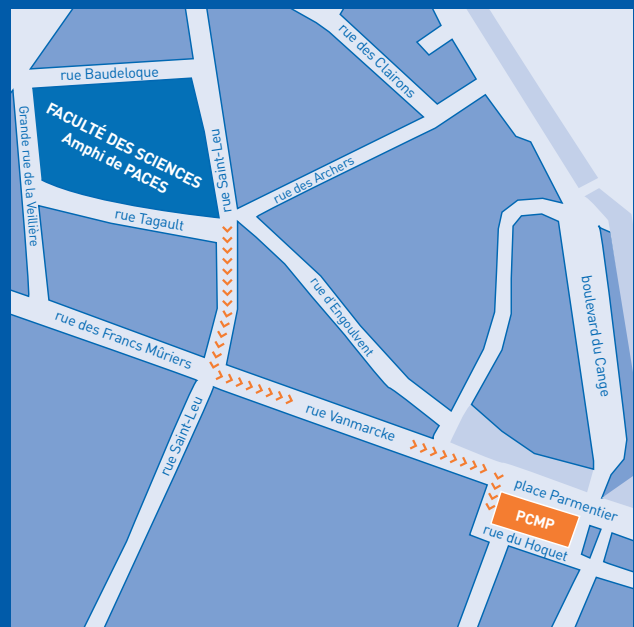 rue des Clairons
rue Baudeloque
FACULTÉ DES SCIENCES
Amphi de PACES
Grande rue de la Veillière
rue Saint-Leu
rue des Archers
rue Tagault
rue d'Engoulvent
boulevard du Cange
rue des Francs Mûriers
rue Vanmarcke
rue Saint-Leu
place Parmentier
PCMP
rue du Hoquet